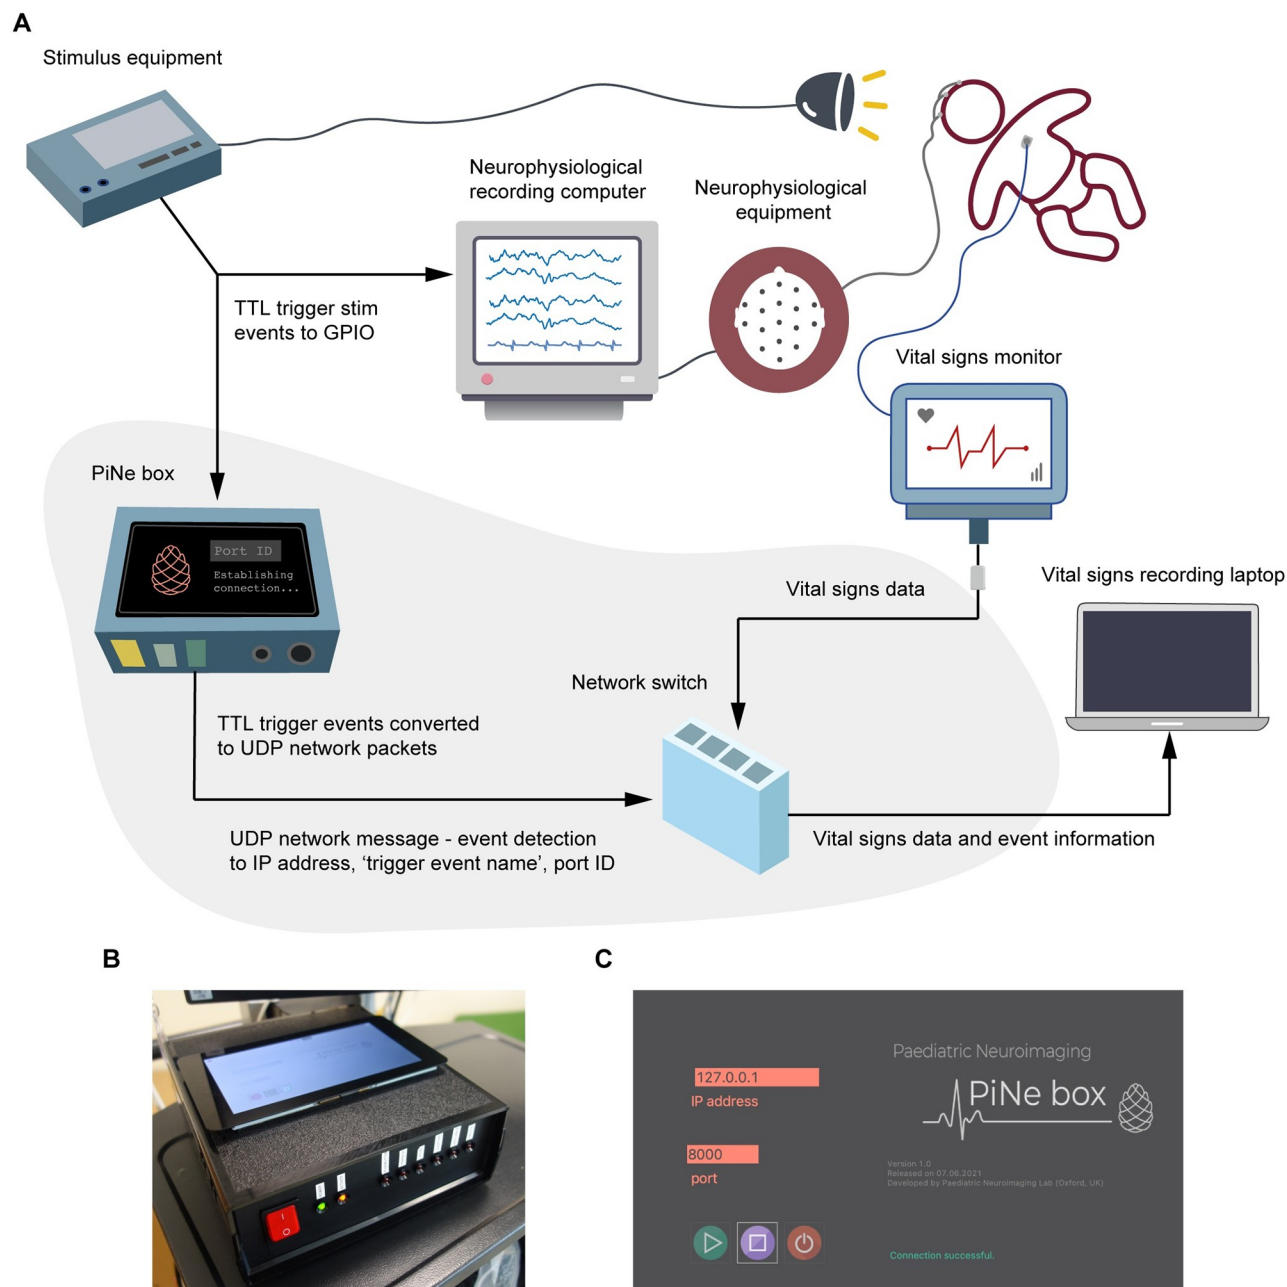 A
Stimulus equipment
Neurophysiological
recording computer
Neurophysiological
equipment
TTL trigger stim
events to GPIO
Vital signs monitor
PiNe box
Port ID
Establishing
connection...
Vital signs data
Vital signs recording laptop
Network switch
TTL trigger events converted
to UDP network packets
UDP network message - event detection
to IP address, ‘trigger event name’, port ID
Vital signs data and event information
B
C
127.0.0.1
IP address
8000
port
Paediatric Neuroimaging
PiNe box
Version 1.0
Released on 07.06.2021
Developed by Paediatric Neuroimaging Lab (Oxford, UK)
Connection successful.